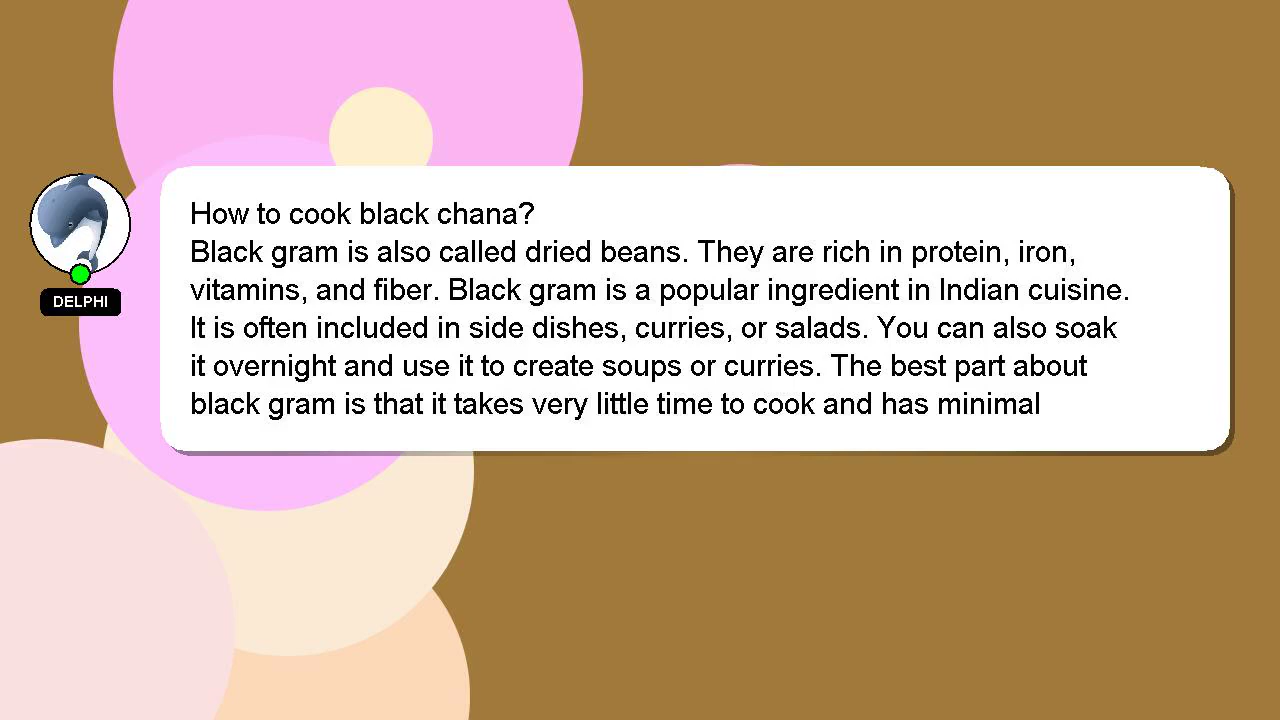 How to cook black chana?
Black gram is also called dried beans. They are rich in protein, iron,
vitamins, and fiber. Black gram is a popular ingredient in Indian cuisine.
It is often included in side dishes, curries, or salads. You can also soak
it overnight and use it to create soups or curries. The best part about
black gram is that it takes very little time to cook and has minimal
DELPHI